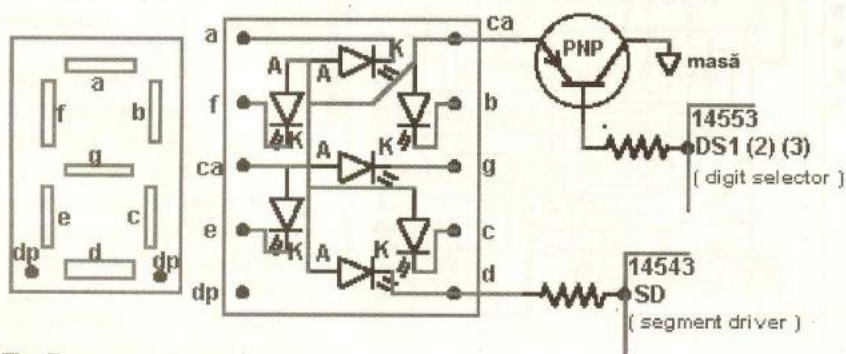 a
f
b
g
e
c
d
dp
dp
a
f
ca
e
dp
A
A
K
K
A
K
K
A
K
ca
b
g
c
d
PNP
masă
14553
DS1 (2) (3)
( digit selector )
14543
SD
( segment driver )